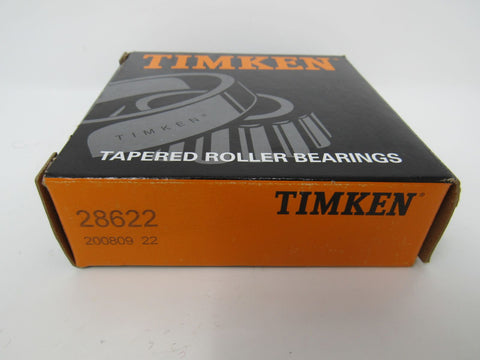 TIMKEN
TIMKEN®
TAPERED ROLLER BEARINGS
28622
200809 22
TIMKEN®